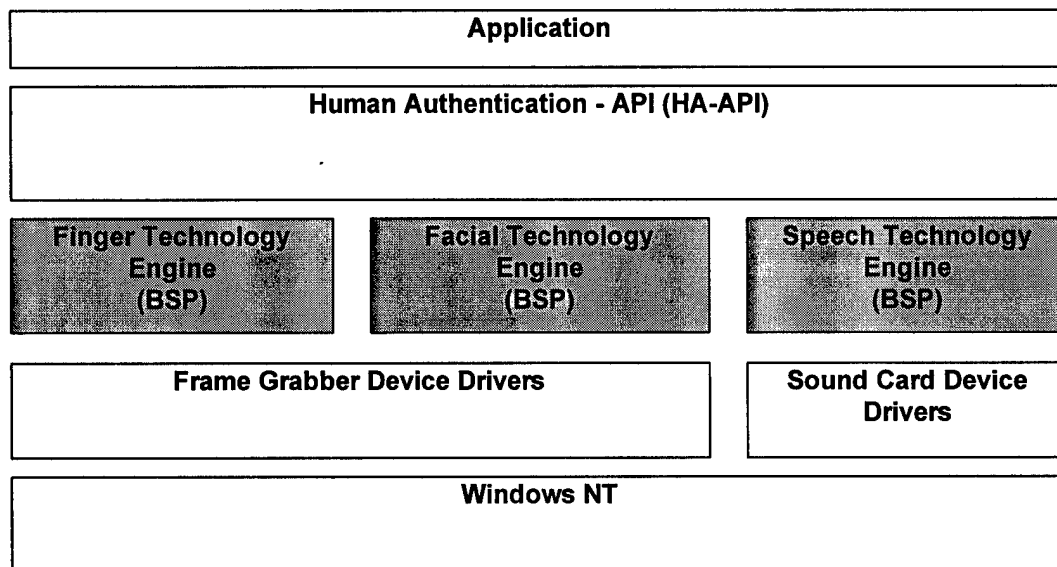 Application
Human Authentication - API (HA-API)
Finger Technology
Engine
(BSP)
Facial Technology
Engine
(BSP)
Speech Technology
Engine
(BSP)
Frame Grabber Device Drivers
Sound Card Device
Drivers
Windows NT